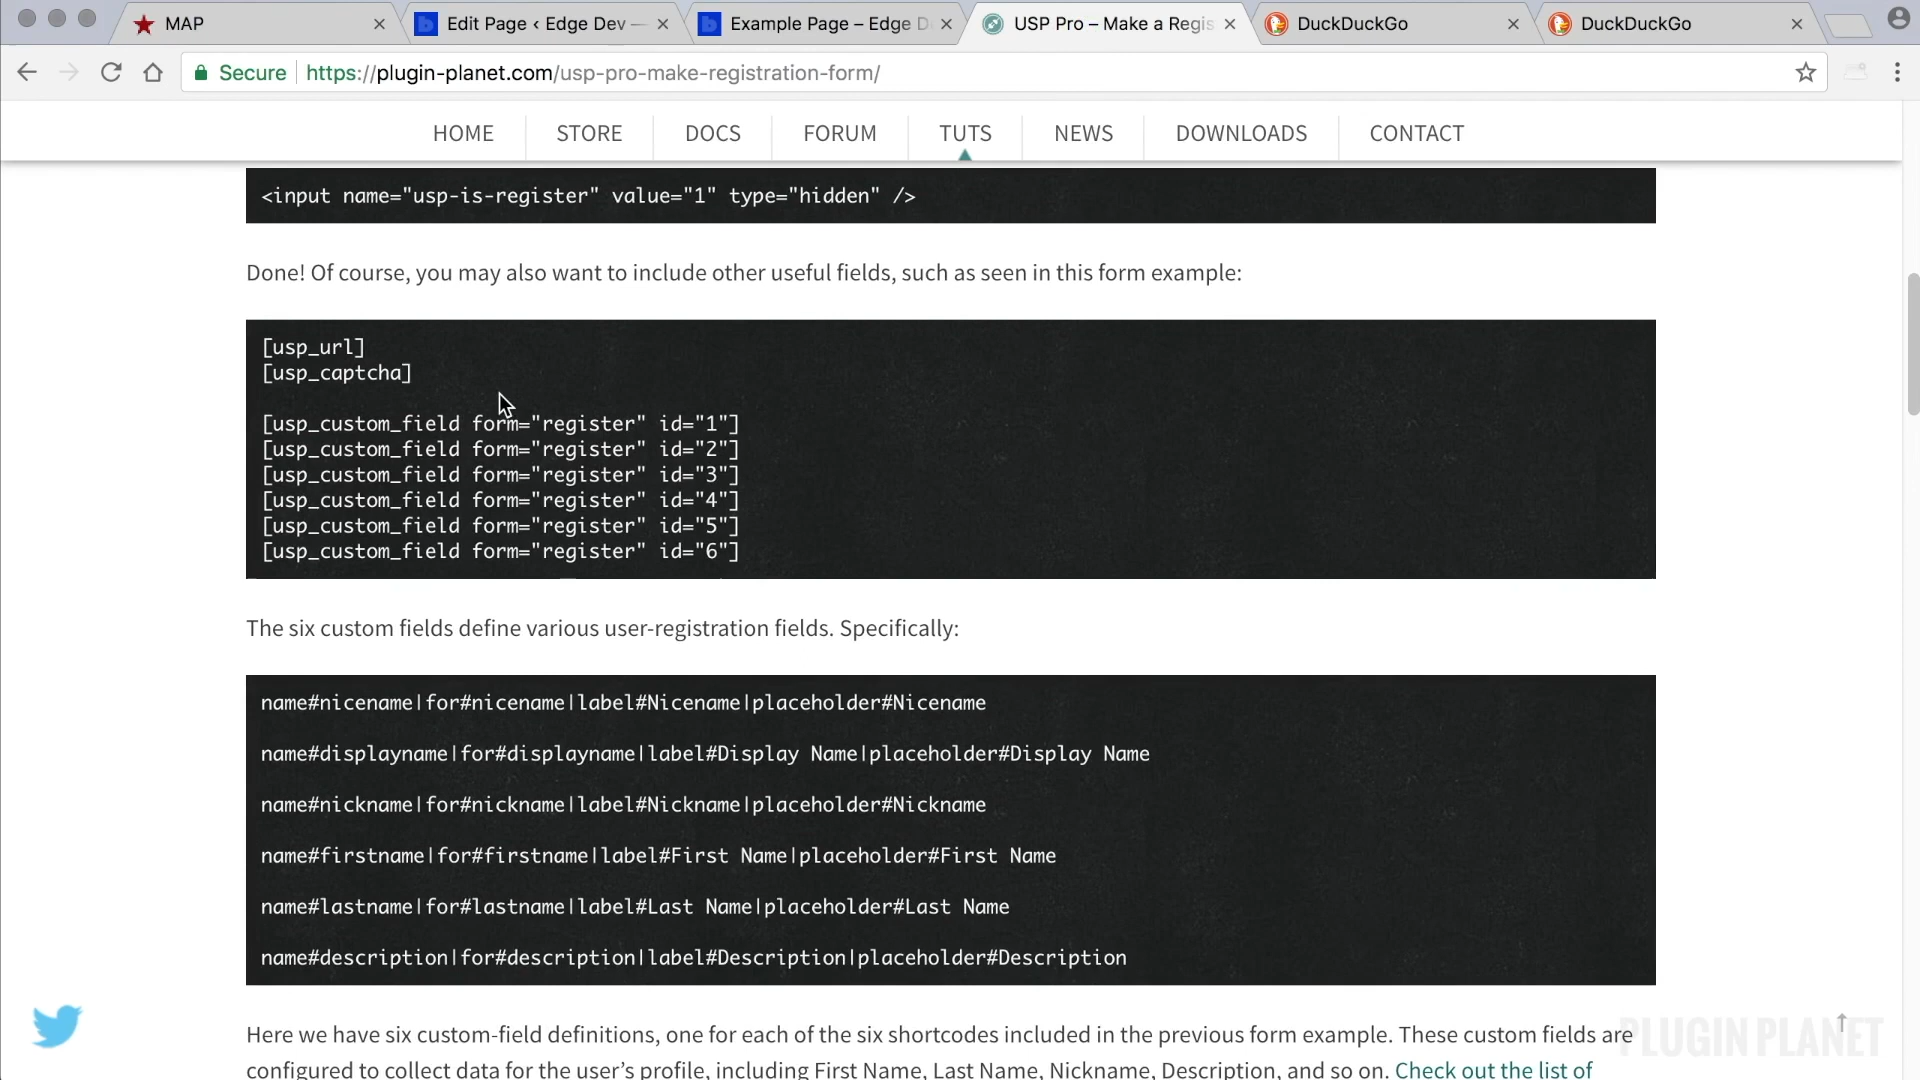 MAP
Edit Page ‹ Edge Dev —
Example Page – Edge D
USP Pro – Make a Regis
DuckDuckGo
DuckDuckGo
Secure
https://plugin-planet.com/usp-pro-make-registration-form/
HOME
STORE
DOCS
FORUM
TUTS
NEWS
DOWNLOADS
CONTACT
<input name="usp-is-register" value="1" type="hidden" />
Done! Of course, you may also want to include other useful fields, such as seen in this form example:
[usp_url]
[usp_captcha]
[usp_custom_field form="register" id="1"]
[usp_custom_field form="register" id="2"]
[usp_custom_field form="register" id="3"]
[usp_custom_field form="register" id="4"]
[usp_custom_field form="register" id="5"]
[usp_custom_field form="register" id="6"]
The six custom fields define various user-registration fields. Specifically:
name#nicename|for#nicename|label#Nicename|placeholder#Nicename
name#displayname|for#displayname|label#Display Name|placeholder#Display Name
name#nickname|for#nickname|label#Nickname|placeholder#Nickname
name#firstname|for#firstname|label#First Name|placeholder#First Name
name#lastname|for#lastname|label#Last Name|placeholder#Last Name
name#description|for#description|label#Description|placeholder#Description
Here we have six custom-field definitions, one for each of the six shortcodes included in the previous form example. These custom fields are
configured to collect data for the user's profile, including First Name, Last Name, Nickname, Description, and so on. Check out the list of
PLUGIN PLANET